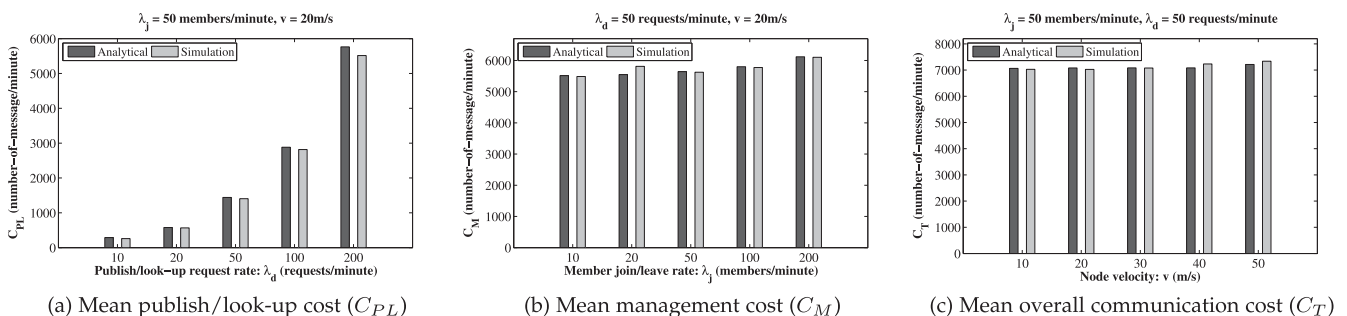 λj = 50 members/minute, v = 20m/s
CPL (number−of−message/minute)
6000
5000
4000
3000
2000
1000
0
Analytical Simulation
10 20 50 100 200
Publish/look−up request rate: λd (requests/minute)
(a) Mean publish/look-up cost (CPL)
λd = 50 requests/minute, v = 20m/s
CM (number−of−message/minute)
6000
5000
4000
3000
2000
1000
0
Analytical Simulation
10 20 50 100 200
Member join/leave rate: λj (members/minute)
(b) Mean management cost (CM)
λj = 50 members/minute, λd = 50 requests/minute
CT (number−of−message/minute)
8000
7000
6000
5000
4000
3000
2000
1000
0
Analytical Simulation
10 20 30 40 50
Node velocity: v (m/s)
(c) Mean overall communication cost (CT)